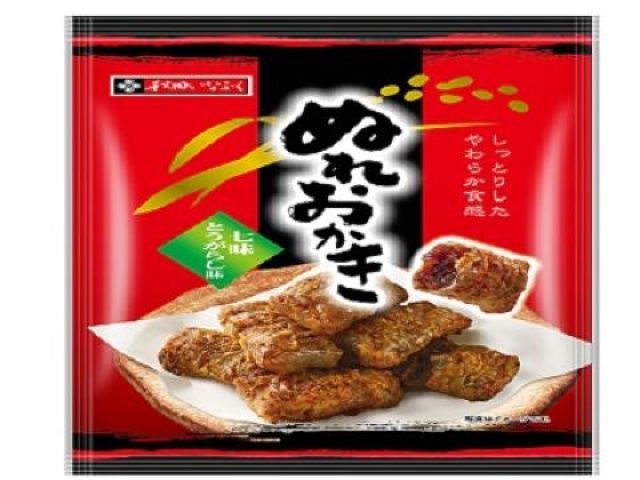 ぬれおかき
しっとりした
やわらか食感
七味
とうがらし味